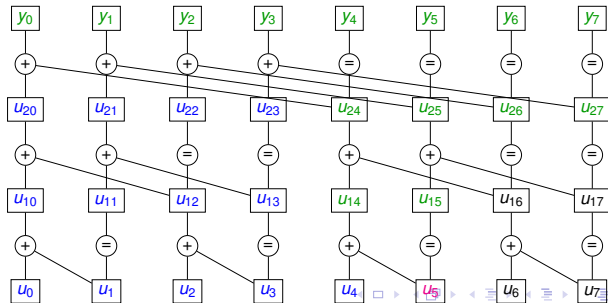 y0 y1 y2 y3 y4 y5 y6 y7
+ + + + = = = =
u20 u21 u22 u23 u24 u25 u26 u27
+ + = = + + = =
u10 u11 u12 u13 u14 u15 u16 u17
+ = + = + = + =
u0 u1 u2 u3 u4 u5 u6 u7